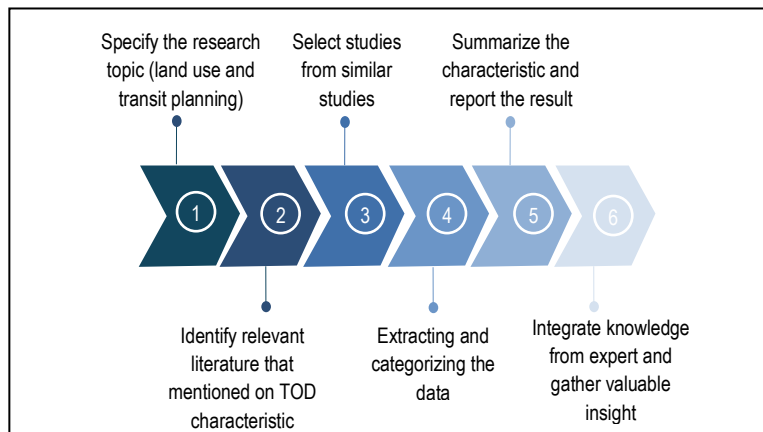 Specify the research
topic (land use and
transit planning)
Select studies
from similar
studies
Summarize the
characteristic and
report the result
1
2
3
4
5
6
Identify relevant
literature that
mentioned on TOD
characteristic
Extracting and
categorizing the
data
Integrate knowledge
from expert and
gather valuable
insight